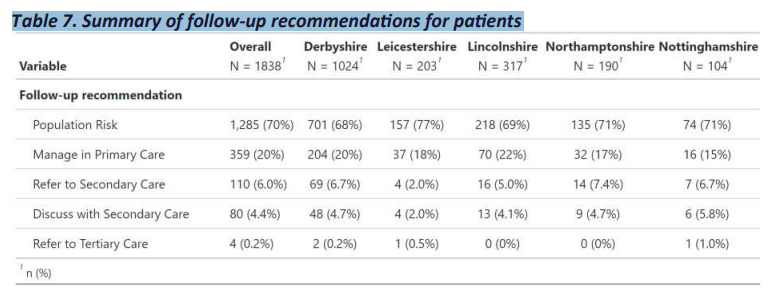 Table 7. Summary of follow-up recommendations for patients
Overall Derbyshire Leicestershire Lincolnshire Northamptonshire Nottinghamshire
Variable N = 1838¹ N = 1024¹ N = 203¹ N = 317¹ N = 190¹ N = 104¹
Follow-up recommendation
Population Risk 1,285 (70%) 701 (68%) 157 (77%) 218 (69%) 135 (71%) 74 (71%)
Manage in Primary Care 359 (20%) 204 (20%) 37 (18%) 70 (22%) 32 (17%) 16 (15%)
Refer to Secondary Care 110 (6.0%) 69 (6.7%) 4 (2.0%) 16 (5.0%) 14 (7.4%) 7 (6.7%)
Discuss with Secondary Care 80 (4.4%) 48 (4.7%) 4 (2.0%) 13 (4.1%) 9 (4.7%) 6 (5.8%)
Refer to Tertiary Care 4 (0.2%) 2 (0.2%) 1 (0.5%) 0 (0%) 0 (0%) 1 (1.0%)
¹ n (%)